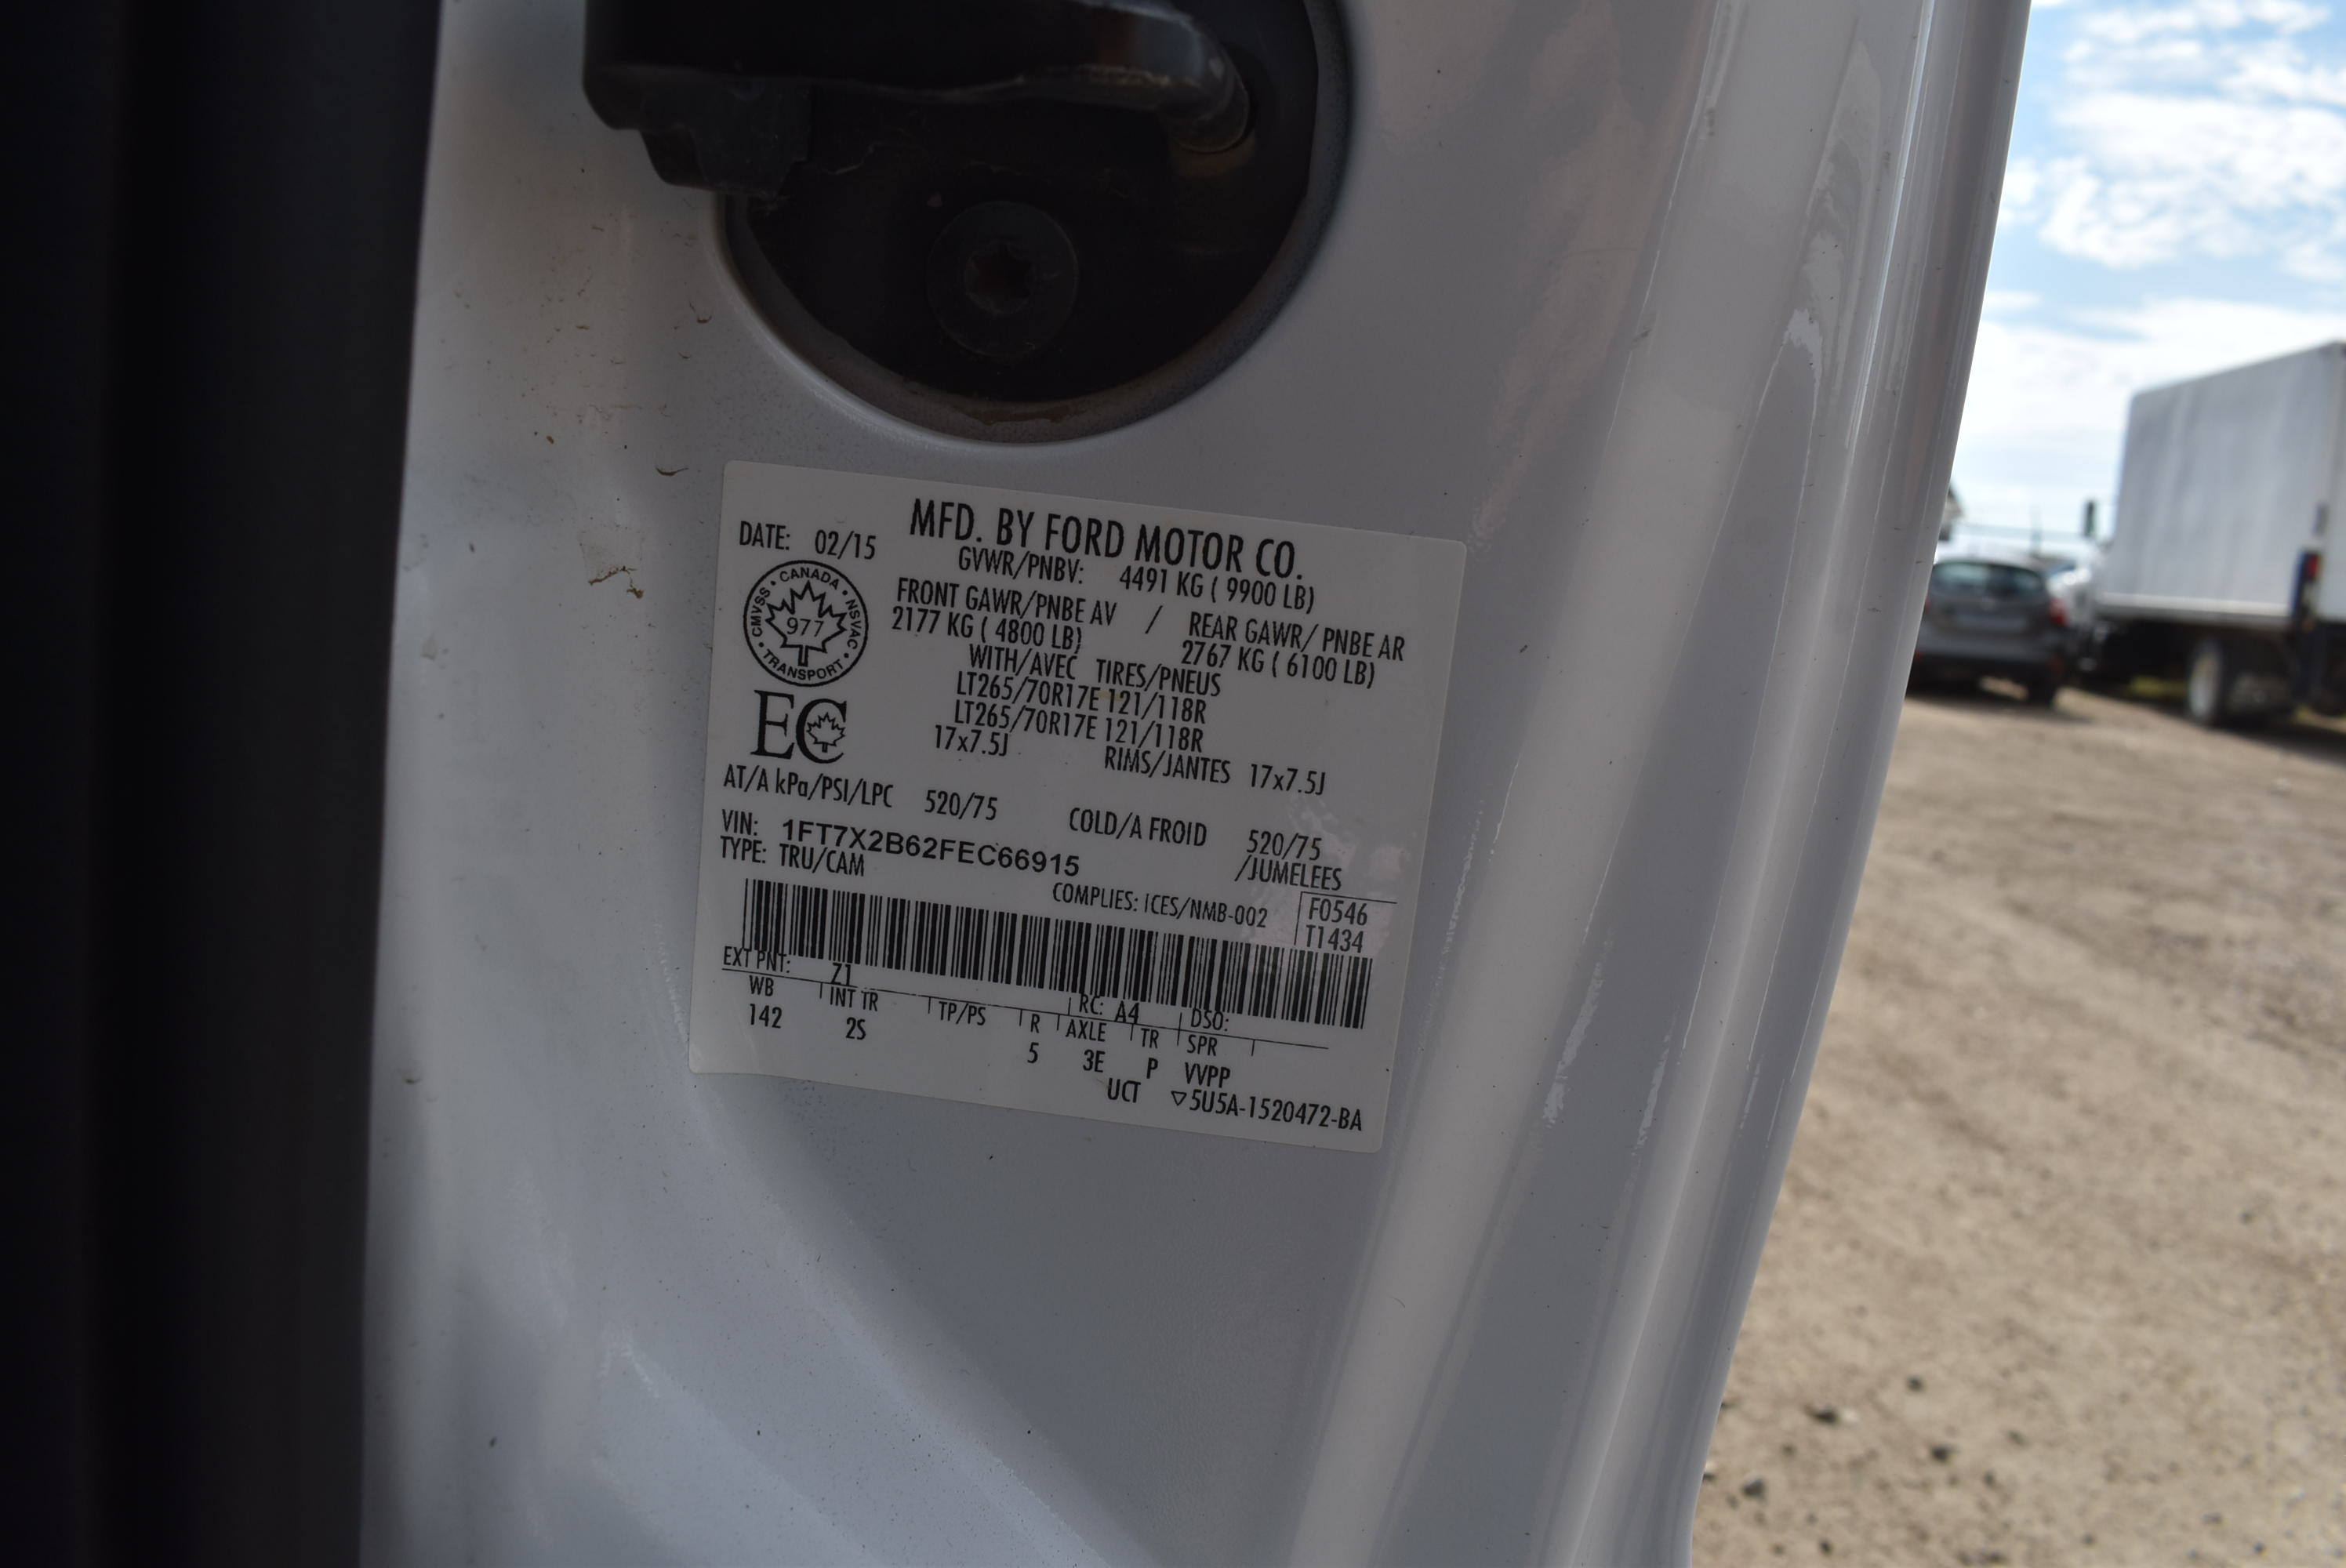 MFD. BY FORD MOTOR CO.
DATE: 02/15
GVWR/PNBV: 4491 KG ( 9900 LB)
FRONT GAWR/PNBE AV / REAR GAWR/ PNBE AR
2177 KG ( 4800 LB) 2767 KG ( 6100 LB)
WITH/AVEC TIRES/PNEUS
LT265/70R17E 121/118R
LT265/70R17E 121/118R
17x7.5J RIMS/JANTES 17x7.5J
CANADA • NSVAC • TRANSPORT • CMVSS •
977
EC
AT/A kPa/PSI/LPC 520/75 COLD/A FROID 520/75
VIN: 1FT7X2B62FEC66915 /JUMELEES
TYPE: TRU/CAM
COMPLIES: ICES/NMB-002
F0546
T1434
EXT PNT: Z1 RC: A4 DSO:
WB INT TR TP/PS R AXLE TR SPR
142 2S 5 3E P VVPP
UCT ▽5U5A-1520472-BA